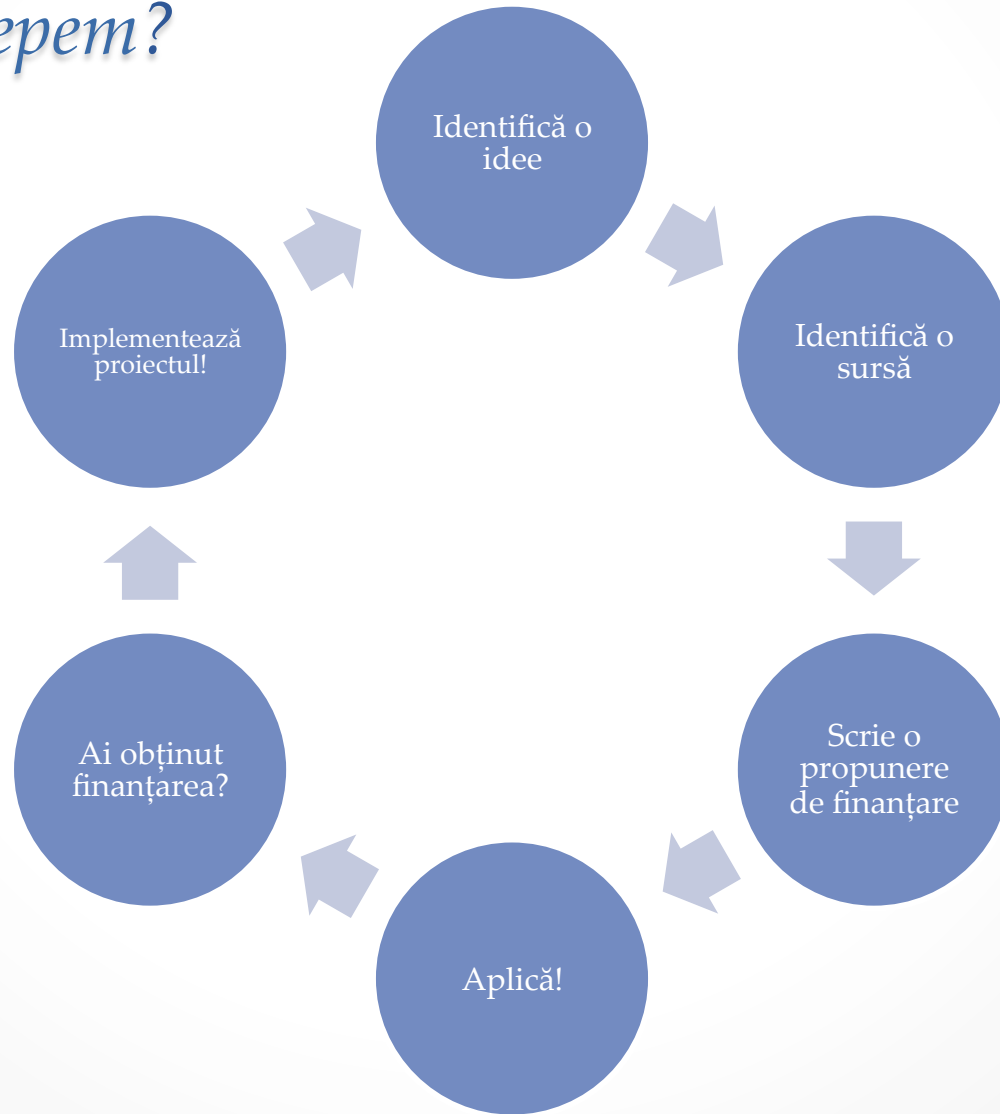 epem?
Identifică o
idee
Identifică o
sursă
Scrie o
propunere
de finanțare
Aplică!
Ai obținut
finanțarea?
Implementează
proiectul!